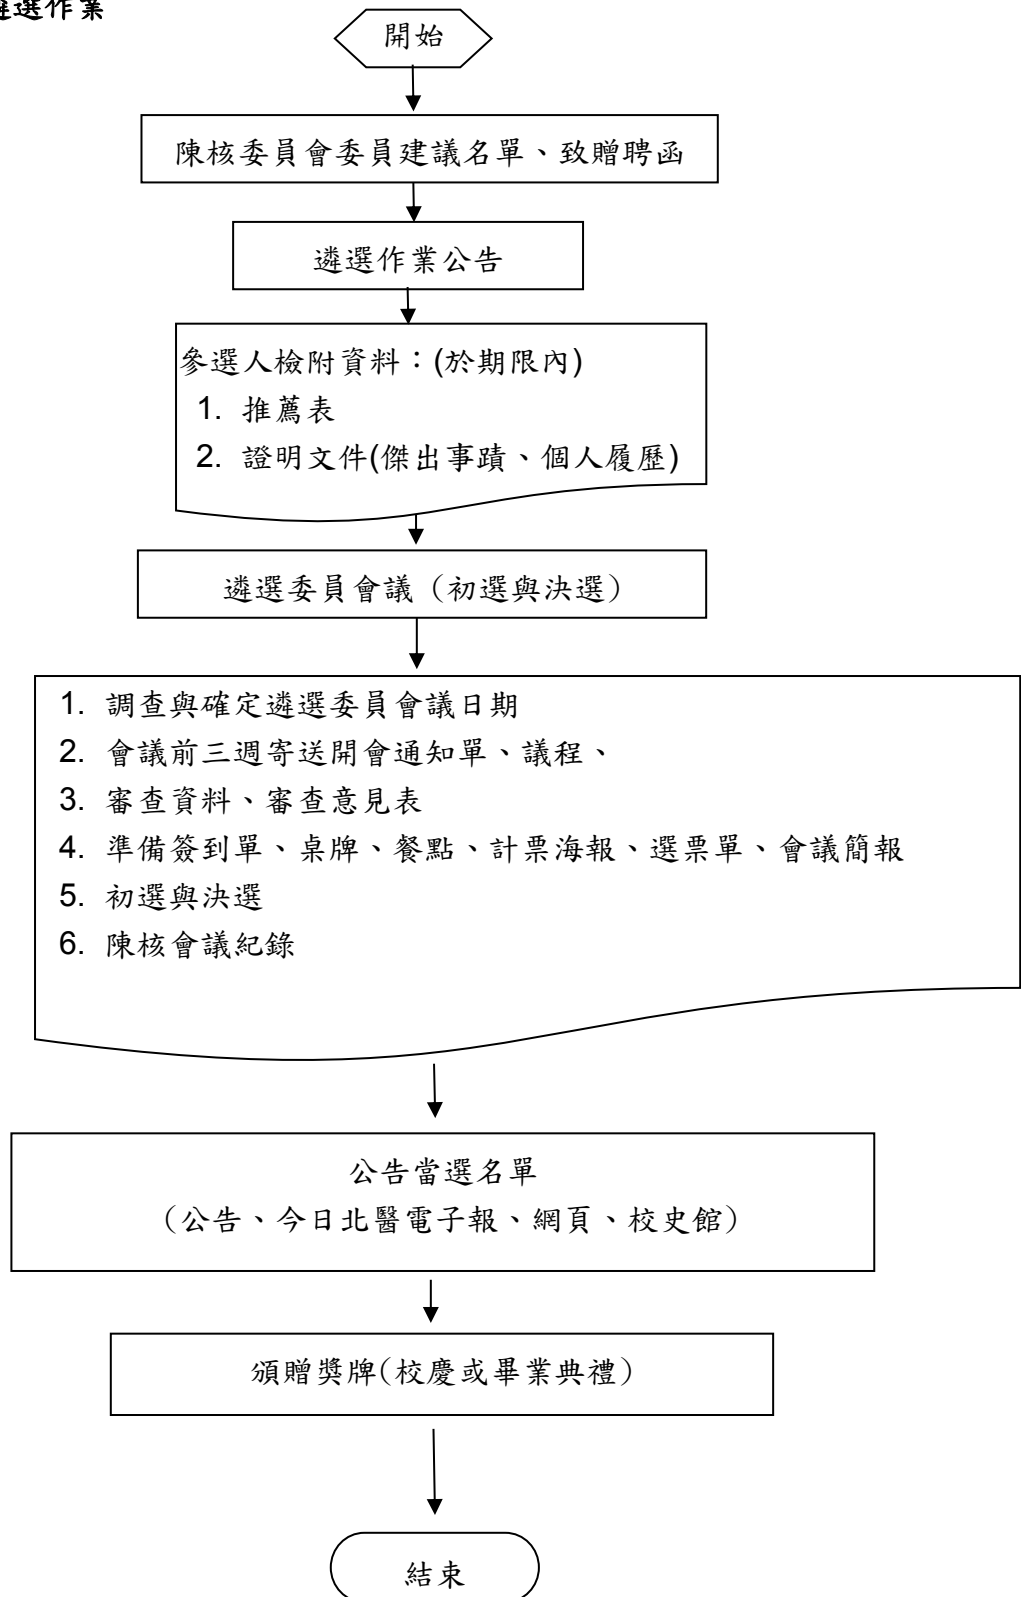 遴選作業
開始
陳核委員會委員建議名單、致贈聘函
遴選作業公告
參選人檢附資料：(於期限內)
1. 推薦表
2. 證明文件(傑出事蹟、個人履歷)
遴選委員會議（初選與決選）
1. 調查與確定遴選委員會議日期
2. 會議前三週寄送開會通知單、議程、
3. 審查資料、審查意見表
4. 準備簽到單、桌牌、餐點、計票海報、選票單、會議簡報
5. 初選與決選
6. 陳核會議紀錄
公告當選名單
（公告、今日北醫電子報、網頁、校史館）
頒贈獎牌(校慶或畢業典禮）
結束